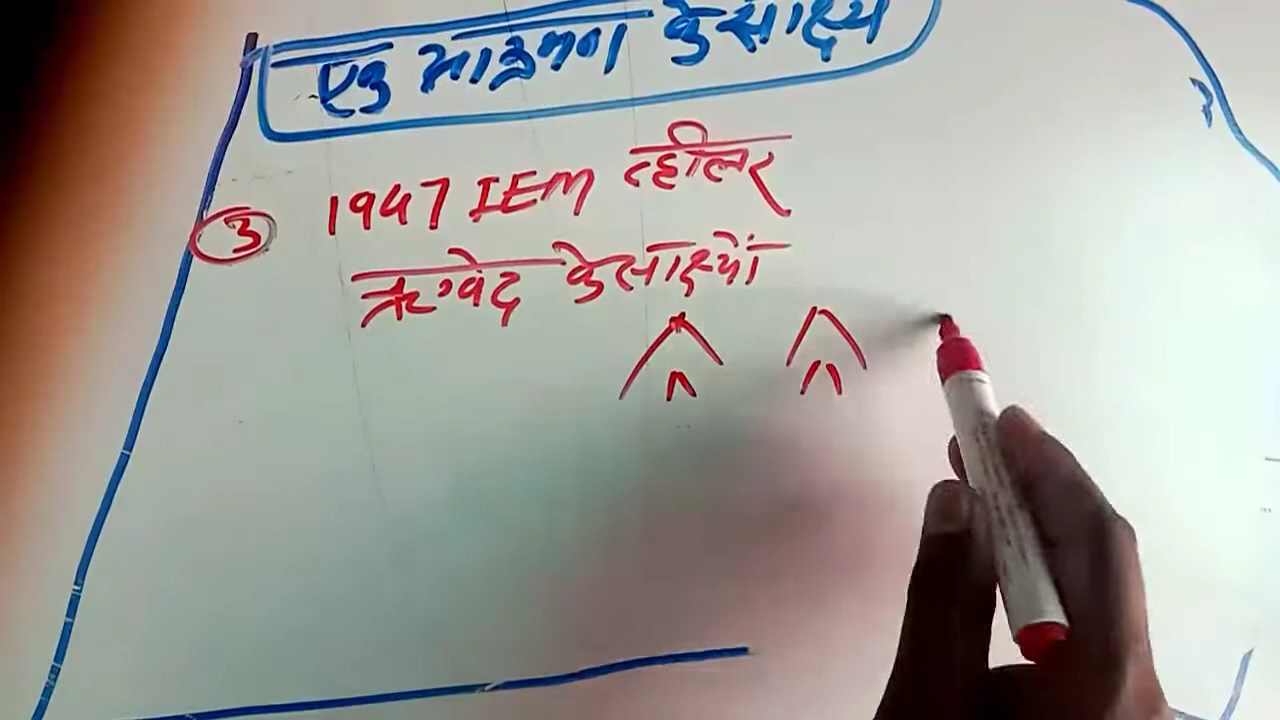 एक आक्रमण के साक्ष्य
③ 1947 IEM व्हीलर
ऋग्वेद के साक्ष्यों